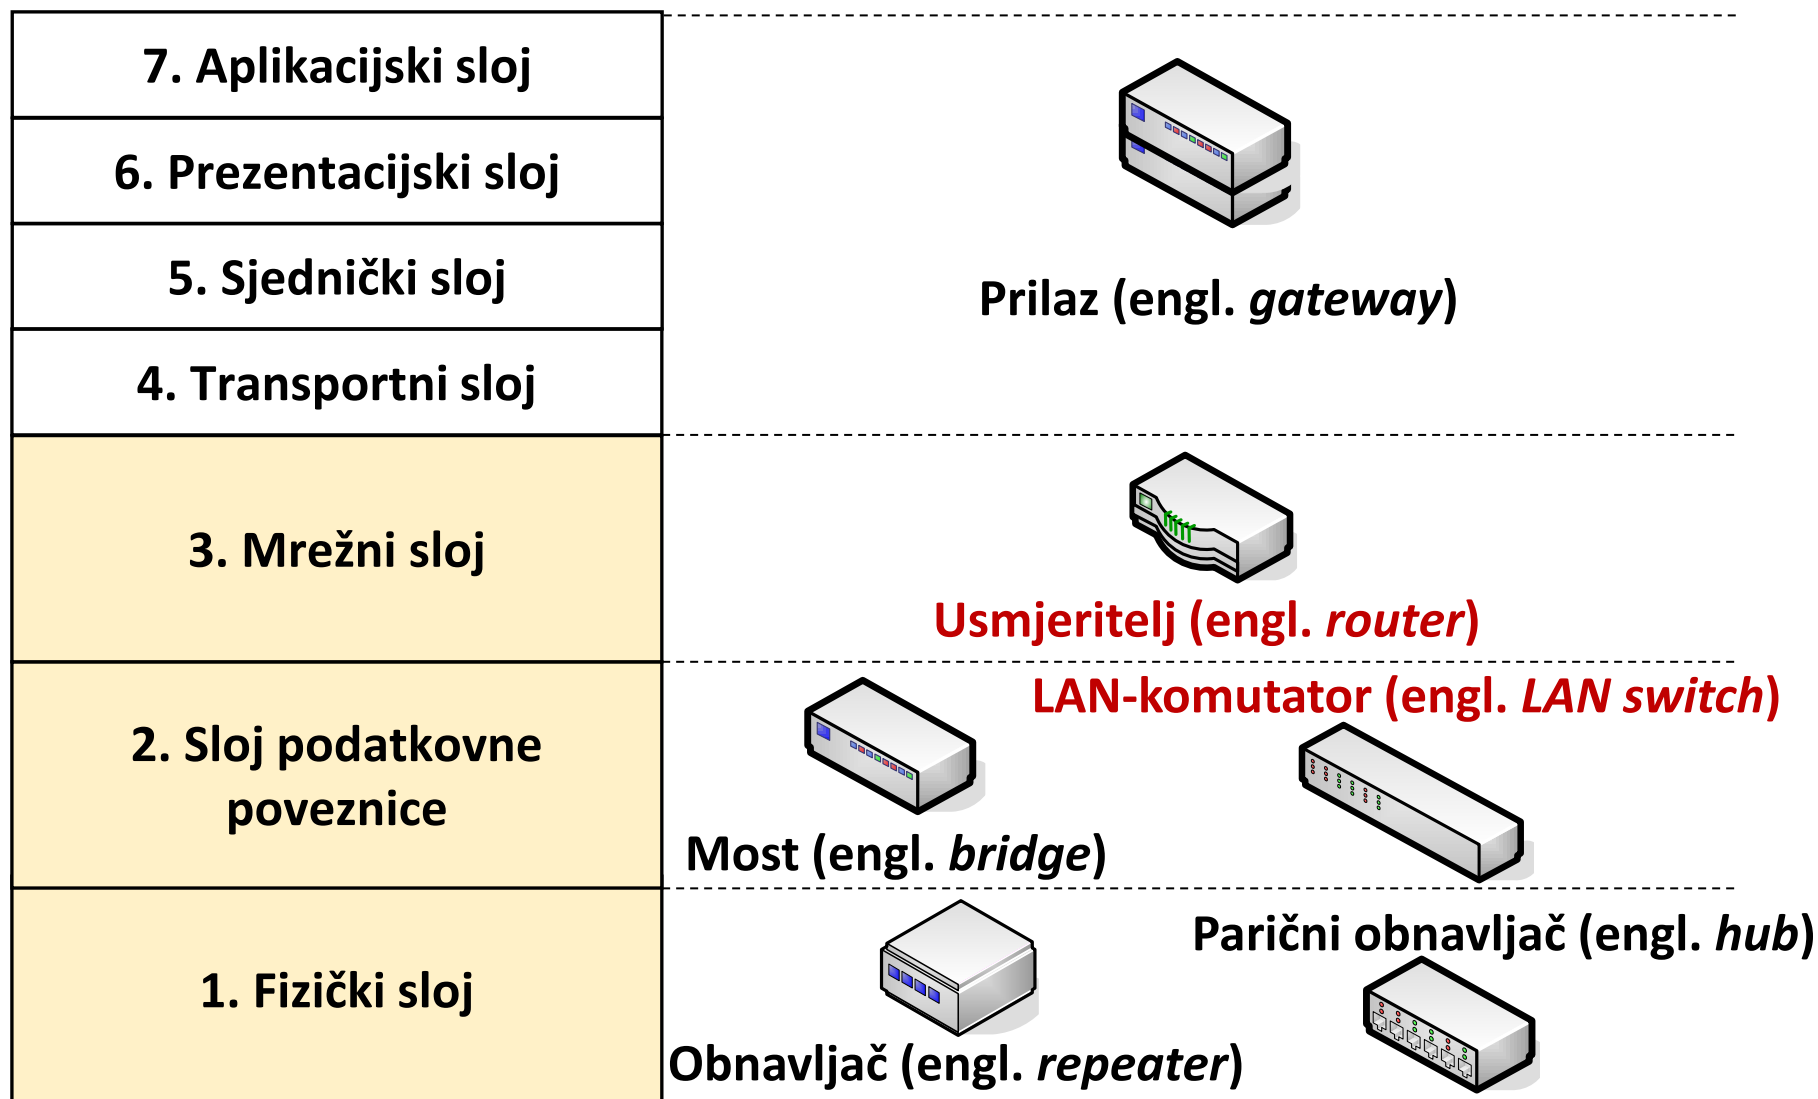 7. Aplikacijski sloj
6. Prezentacijski sloj
5. Sjednički sloj
Prilaz (engl. gateway)
4. Transportni sloj
3. Mrežni sloj
Usmjeritelj (engl. router)
LAN-komutator (engl. LAN switch)
2. Sloj podatkovne
poveznice
Most (engl. bridge)
Parični obnavljač (engl. hub)
1. Fizički sloj
Obnavljač (engl. repeater)